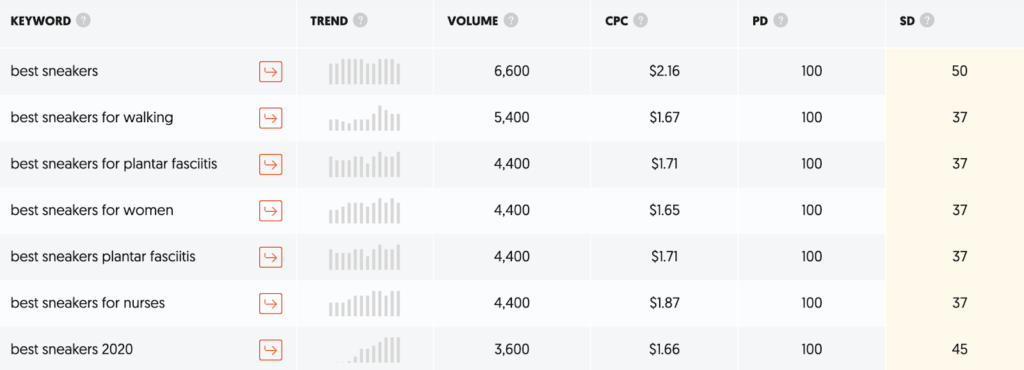 KEYWORD ? TREND ? VOLUME ? CPC ? PD ? SD ?
best sneakers 6,600 $2.16 100 50
best sneakers for walking 5,400 $1.67 100 37
best sneakers for plantar fasciitis 4,400 $1.71 100 37
best sneakers for women 4,400 $1.65 100 37
best sneakers plantar fasciitis 4,400 $1.71 100 37
best sneakers for nurses 4,400 $1.87 100 37
best sneakers 2020 3,600 $1.66 100 45